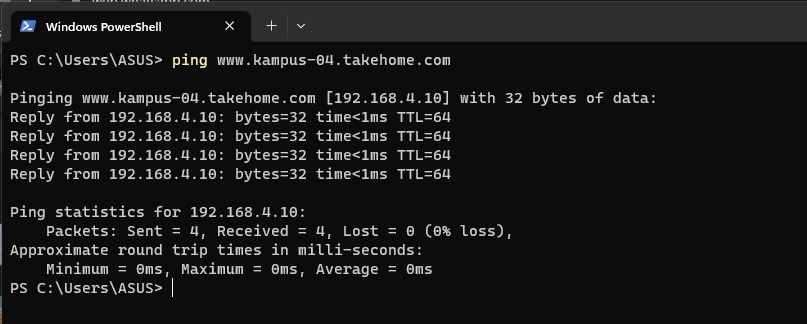 Windows PowerShell
PS C:\Users\ASUS> ping www.kampus-04.takehome.com
Pinging www.kampus-04.takehome.com [192.168.4.10] with 32 bytes of data:
Reply from 192.168.4.10: bytes=32 time<1ms TTL=64
Reply from 192.168.4.10: bytes=32 time<1ms TTL=64
Reply from 192.168.4.10: bytes=32 time<1ms TTL=64
Reply from 192.168.4.10: bytes=32 time<1ms TTL=64
Ping statistics for 192.168.4.10:
    Packets: Sent = 4, Received = 4, Lost = 0 (0% loss),
Approximate round trip times in milli-seconds:
    Minimum = 0ms, Maximum = 0ms, Average = 0ms
PS C:\Users\ASUS>